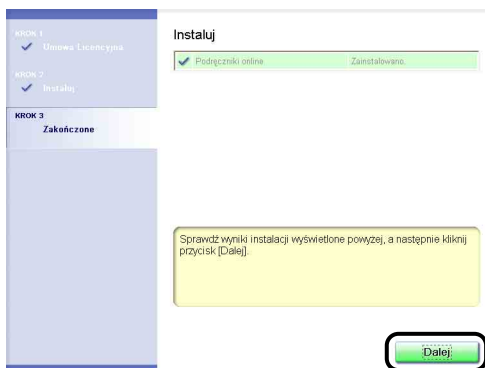 KROK 1
Umowa Licencyjna
KROK 2
Instaluj
KROK 3
Zakończone
Instaluj
Podręczniki online Zainstalowano.
Sprawdź wyniki instalacji wyświetlone powyżej, a następnie kliknij
przycisk [Dalej].
Dalej